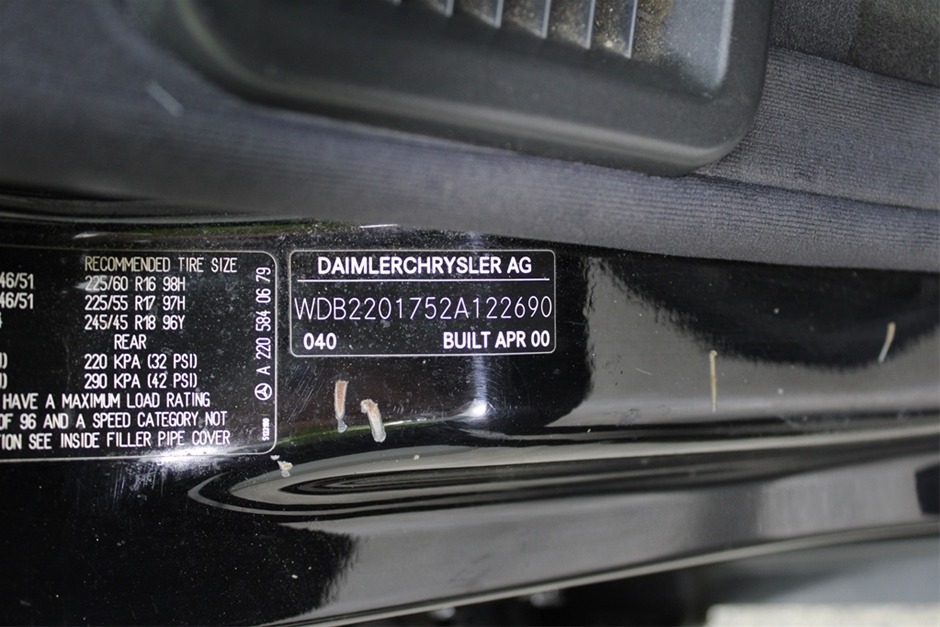 46/51
46/51
RECOMMENDED TIRE SIZE
225/60 R16 98H
225/55 R17 97H
245/45 R18 96Y
REAR
220 KPA (32 PSI)
290 KPA (42 PSI)
HAVE A MAXIMUM LOAD RATING
OF 96 AND A SPEED CATEGORY NOT
SEE INSIDE FILLER PIPE COVER
A 220 584 06 79
DAIMLERCHRYSLER AG
WDB2201752A122690
040 BUILT APR 00